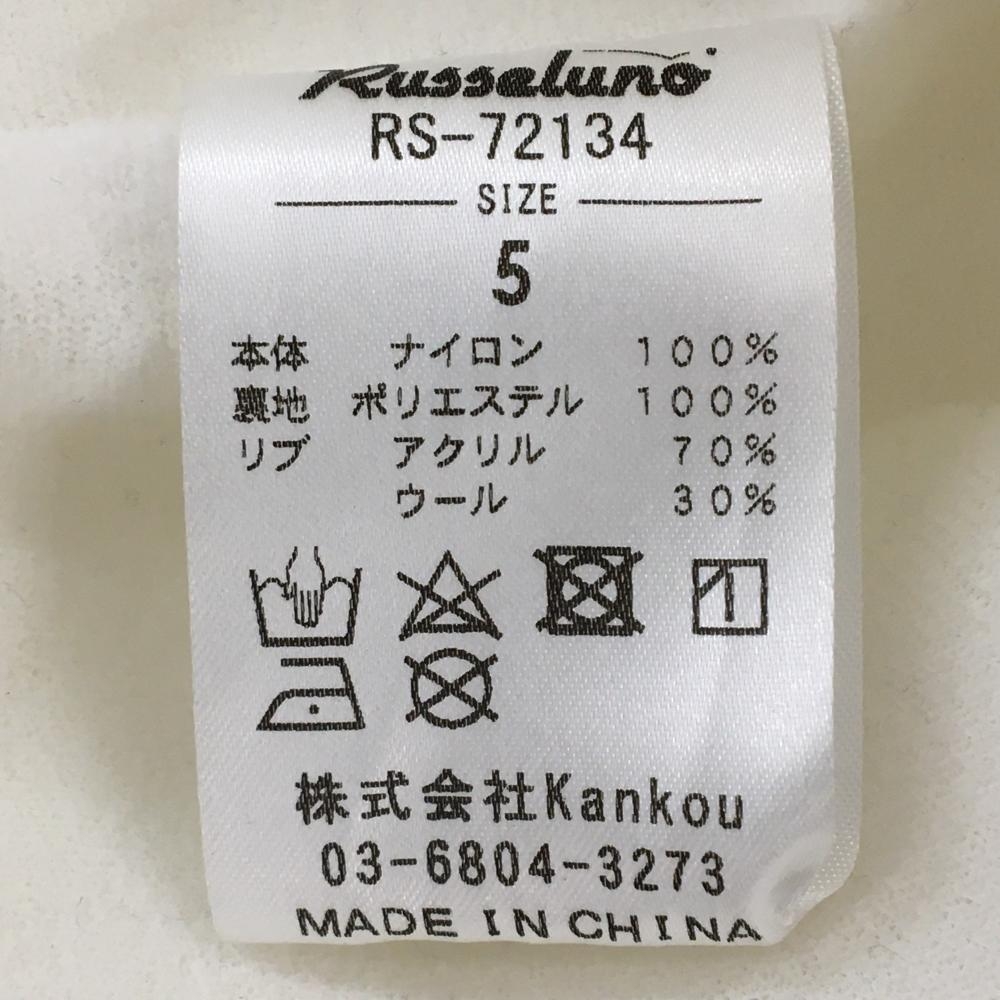 Russeluno
RS-72134
SIZE
5
本体 ナイロン 100%
裏地 ポリエステル 100%
リブ アクリル 70%
ウール 30%
株式会社Kankou
03-6804-3273
MADE IN CHINA